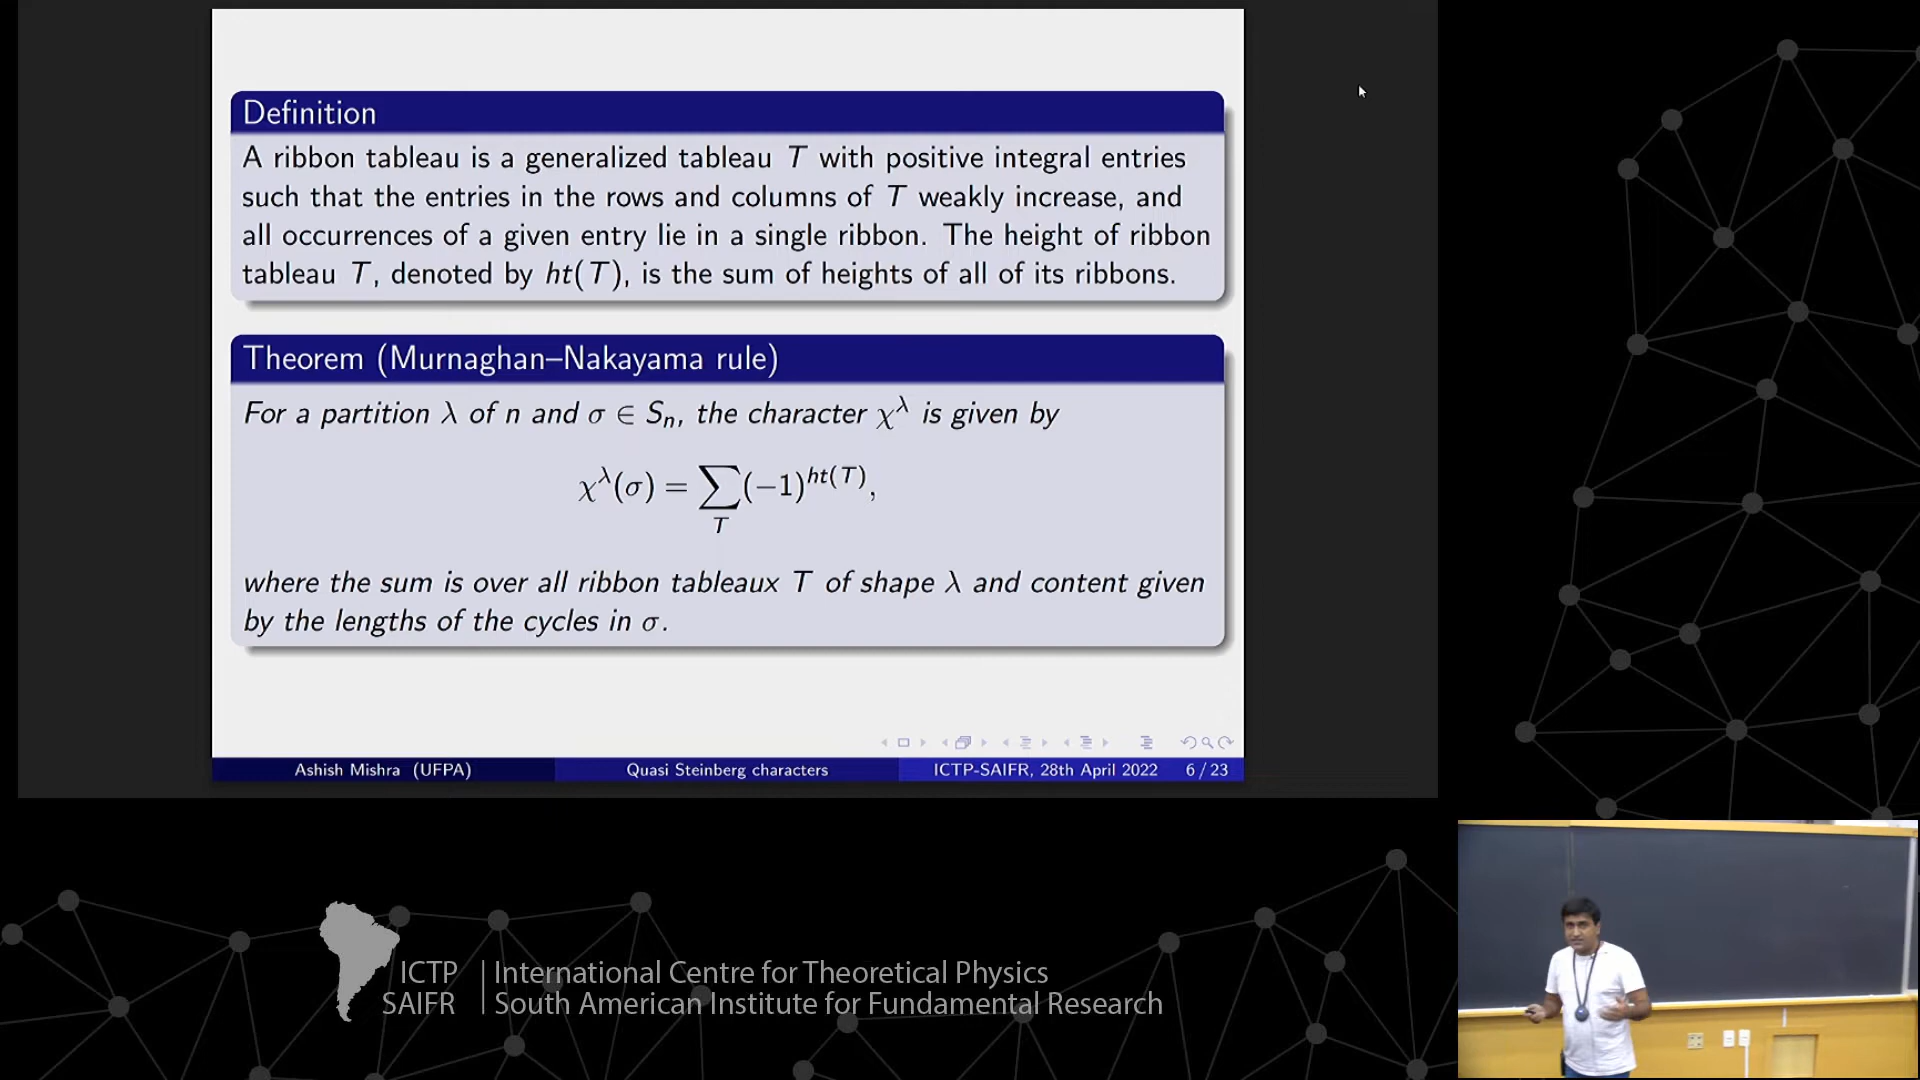 Definition
A ribbon tableau is a generalized tableau T with positive integral entries
such that the entries in the rows and columns of T weakly increase, and
all occurrences of a given entry lie in a single ribbon. The height of ribbon
tableau T, denoted by ht(T), is the sum of heights of all of its ribbons.
Theorem (Murnaghan–Nakayama rule)
For a partition λ of n and σ ∈ Sₙ, the character χ^λ is given by
χ^λ(σ) = ∑_T (−1)^{ht(T)},
where the sum is over all ribbon tableaux T of shape λ and content given
by the lengths of the cycles in σ.
Ashish Mishra (UFPA) Quasi Steinberg characters ICTP-SAIFR, 28th April 2022 6 / 23
ICTP | International Centre for Theoretical Physics
SAIFR | South American Institute for Fundamental Research